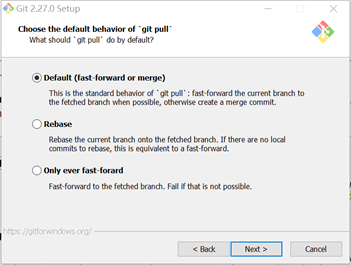 Git 2.27.0 Setup
Choose the default behavior of `git pull`
What should `git pull` do by default?
Default (fast-forward or merge)
This is the standard behavior of `git pull`: fast-forward the current branch to
the fetched branch when possible, otherwise create a merge commit.
Rebase
Rebase the current branch onto the fetched branch. If there are no local
commits to rebase, this is equivalent to a fast-forward.
Only ever fast-forard
Fast-forward to the fetched branch. Fail if that is not possible.
https://gitforwindows.org/
< Back
Next >
Cancel